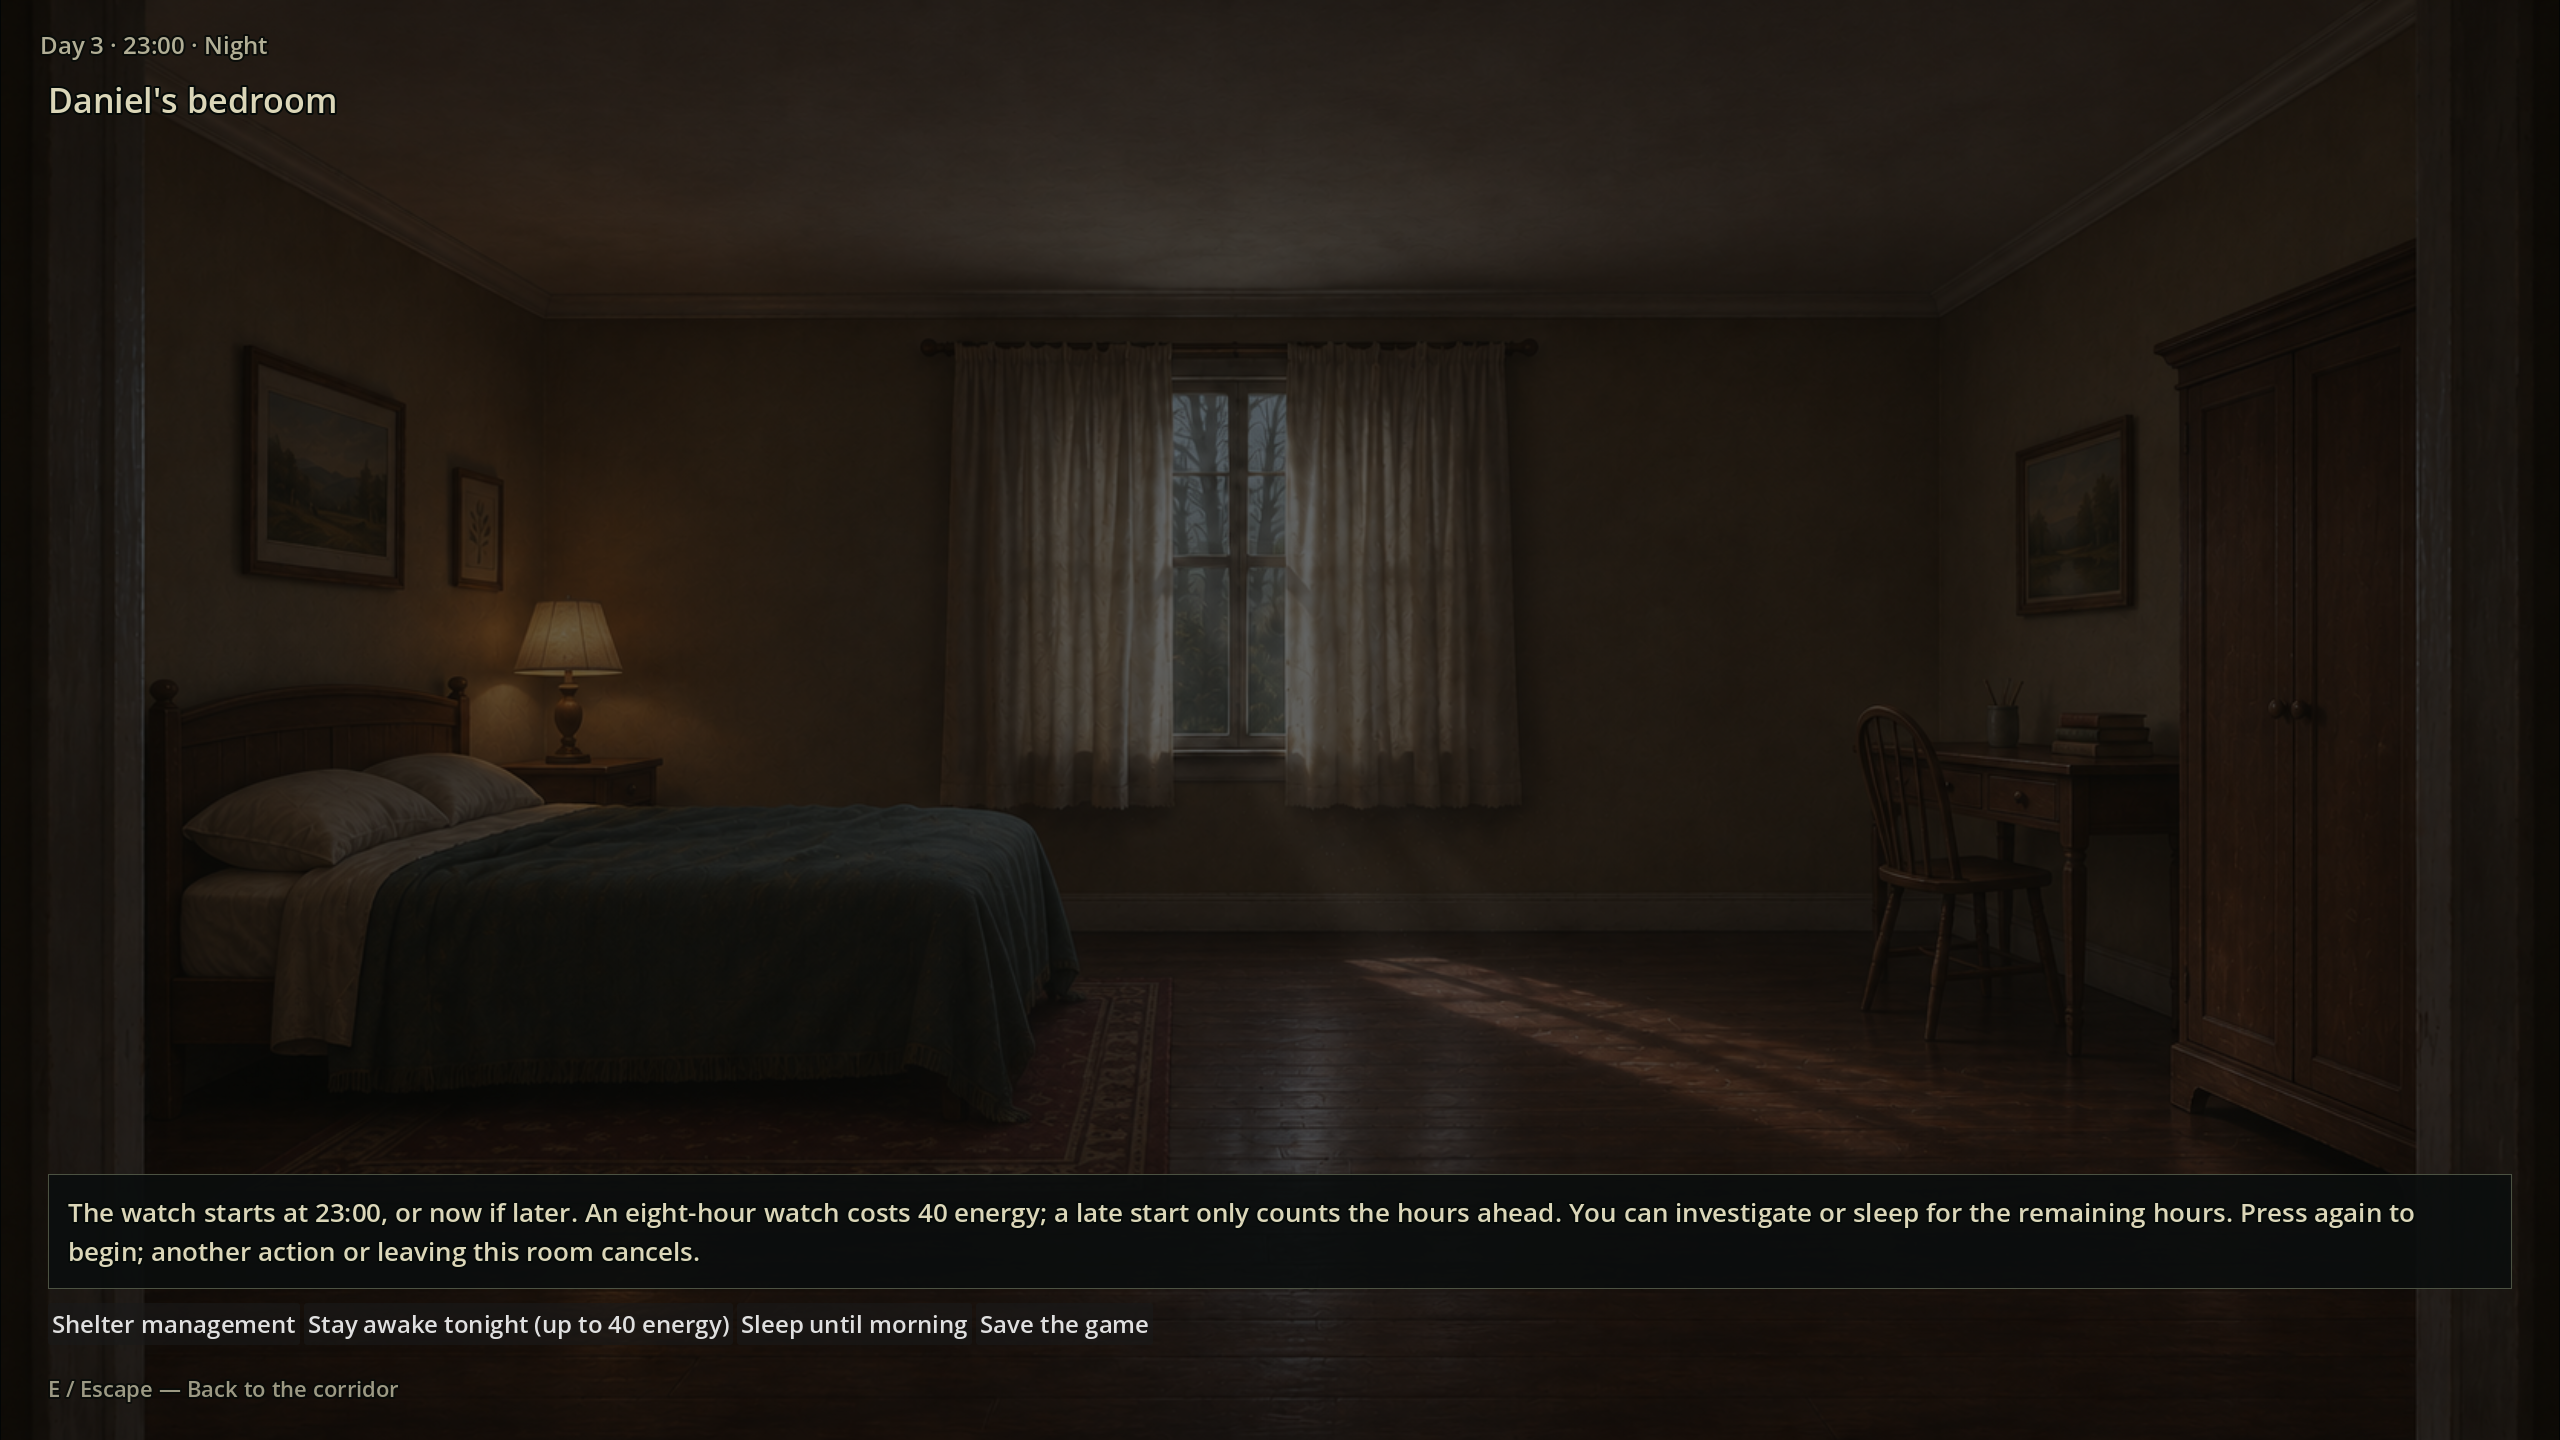 Day 3 · 23:00 · Night
Daniel's bedroom
The watch starts at 23:00, or now if later. An eight-hour watch costs 40 energy; a late start only counts the hours ahead. You can investigate or sleep for the remaining hours. Press again to
begin; another action or leaving this room cancels.
Shelter management Stay awake tonight (up to 40 energy) Sleep until morning Save the game
E / Escape — Back to the corridor